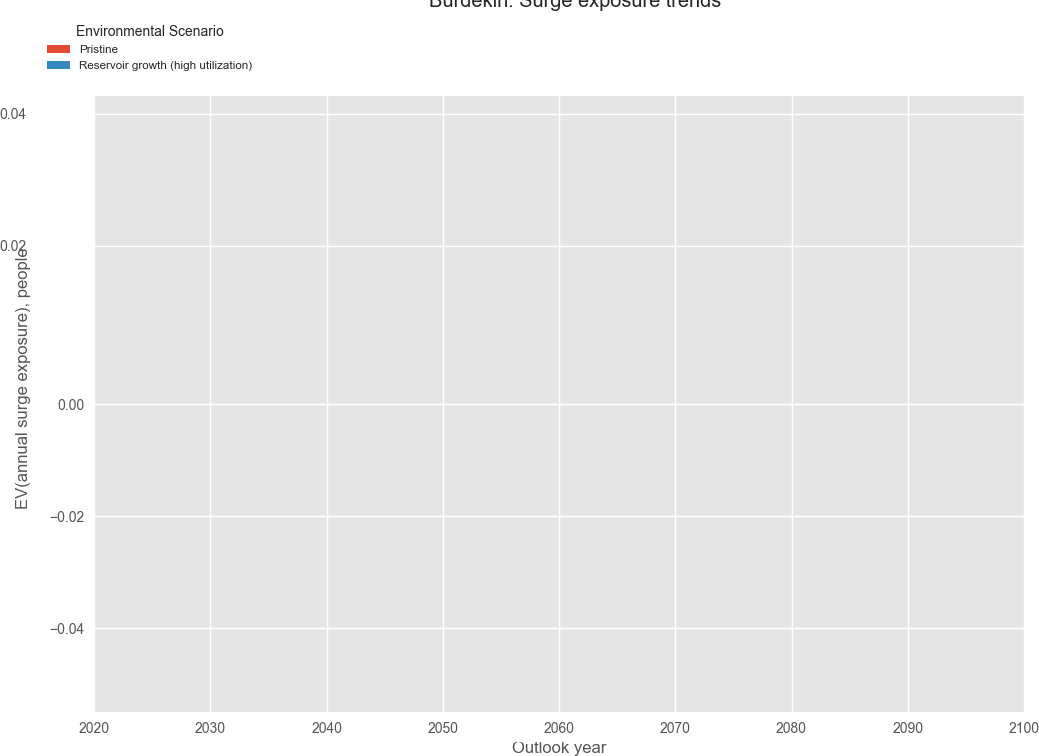 Burdekin: Surge exposure trends
Environmental Scenario
Pristine
Reservoir growth (high utilization)
0.04
0.02
0.00
−0.02
−0.04
EV(annual surge exposure), people
2020 2030 2040 2050 2060 2070 2080 2090 2100
Outlook year